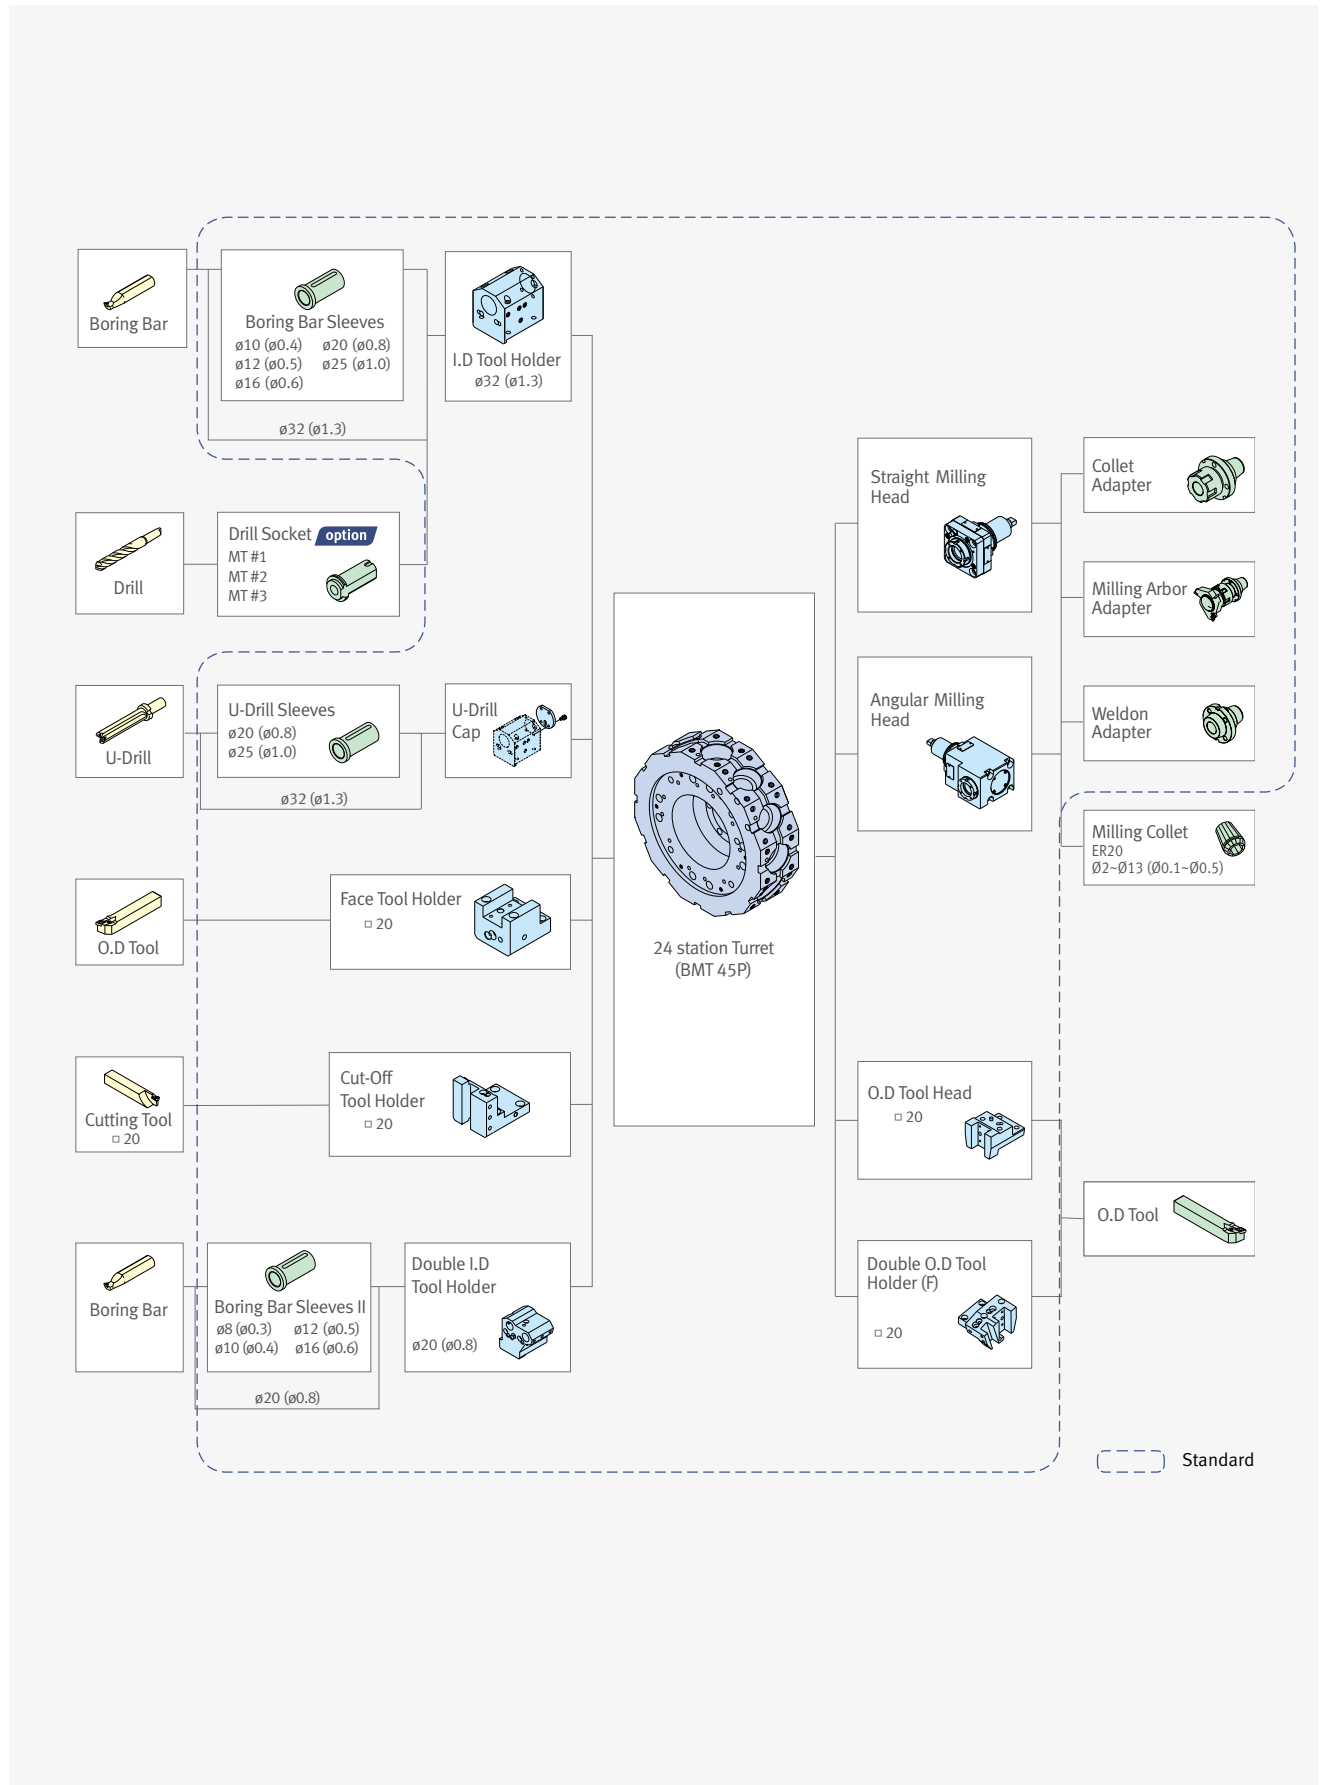 Boring Bar
Boring Bar Sleeves
ø10 (ø0.4) ø20 (ø0.8)
ø12 (ø0.5) ø25 (ø1.0)
ø16 (ø0.6)
I.D Tool Holder
ø32 (ø1.3)
ø32 (ø1.3)
Drill
Drill Socket option
MT #1
MT #2
MT #3
U-Drill
U-Drill Sleeves
ø20 (ø0.8)
ø25 (ø1.0)
U-Drill
Cap
ø32 (ø1.3)
O.D Tool
Face Tool Holder
□ 20
Cutting Tool
□ 20
Cut-Off
Tool Holder
□ 20
Boring Bar
Boring Bar Sleeves II
ø8 (ø0.3) ø12 (ø0.5)
ø10 (ø0.4) ø16 (ø0.6)
Double I.D
Tool Holder
ø20 (ø0.8)
ø20 (ø0.8)
24 station Turret
(BMT 45P)
Straight Milling
Head
Angular Milling
Head
Collet
Adapter
Milling Arbor
Adapter
Weldon
Adapter
Milling Collet
ER20
Ø2~Ø13 (Ø0.1~Ø0.5)
O.D Tool Head
□ 20
Double O.D Tool
Holder (F)
□ 20
O.D Tool
Standard